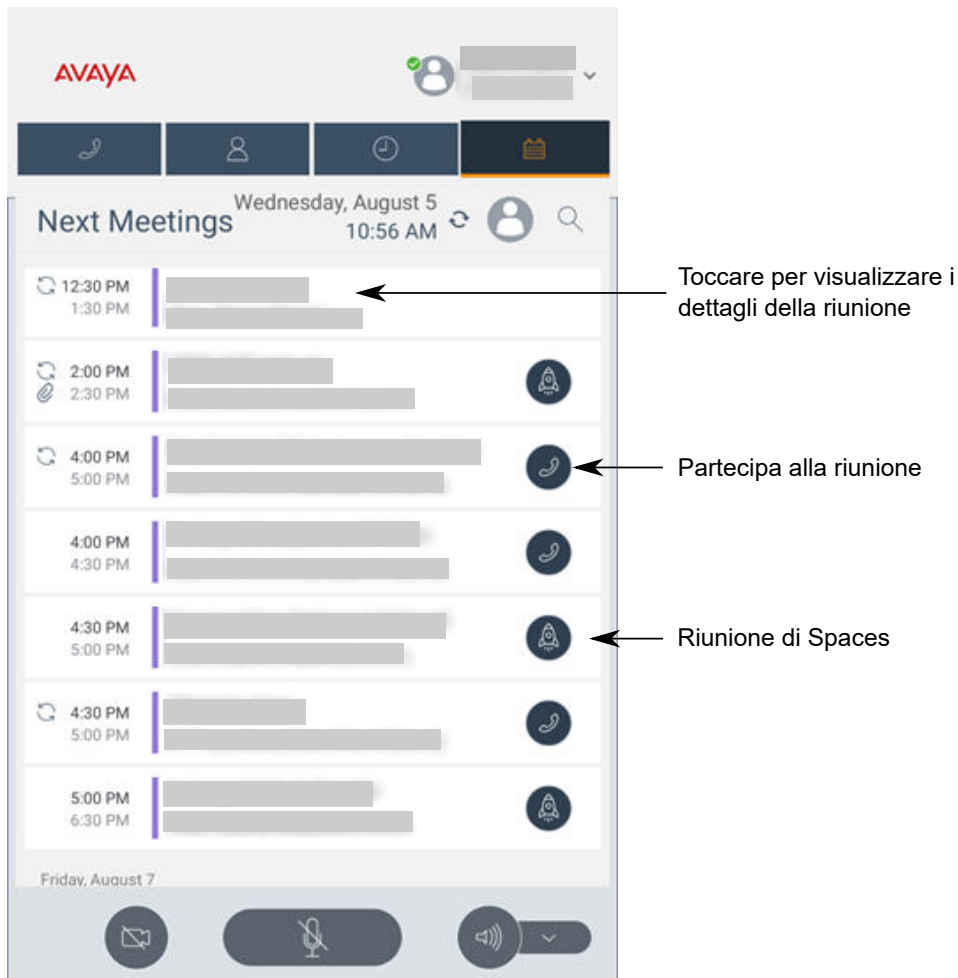 AVAYA
Next Meetings
Wednesday, August 5
10:56 AM
12:30 PM
1:30 PM
Toccare per visualizzare i
dettagli della riunione
2:00 PM
2:30 PM
4:00 PM
5:00 PM
Partecipa alla riunione
4:00 PM
4:30 PM
4:30 PM
5:00 PM
Riunione di Spaces
4:30 PM
5:00 PM
5:00 PM
6:30 PM
Friday, August 7